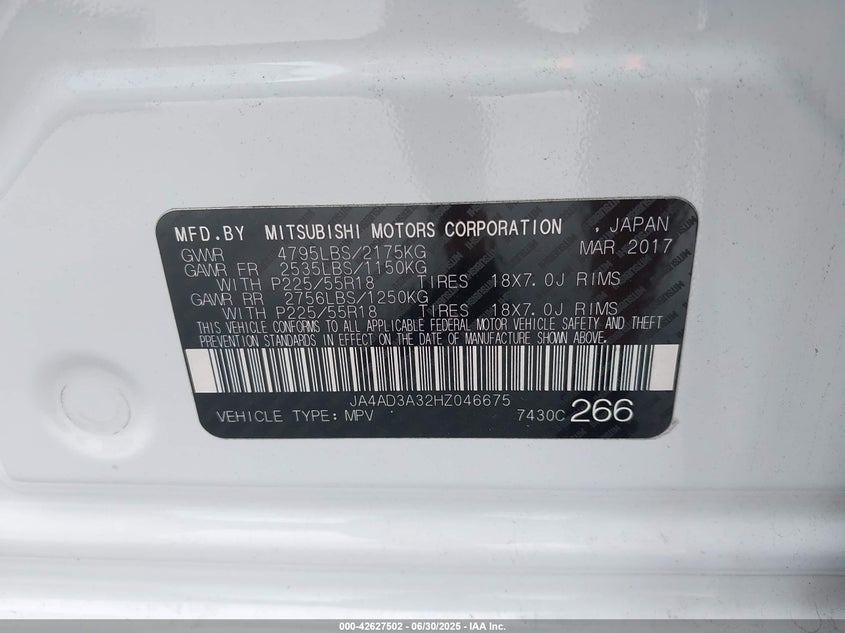 MFD.BY MITSUBISHI MOTORS CORPORATION , JAPAN
GVWR 4795LBS/2175KG MAR 2017
GAWR FR 2535LBS/1150KG
WITH P225/55R18 TIRES 18X7.0J RIMS
GAWR RR 2756LBS/1250KG
WITH P225/55R18 TIRES 18X7.0J RIMS
THIS VEHICLE CONFORMS TO ALL APPLICABLE FEDERAL MOTOR VEHICLE SAFETY AND THEFT
PREVENTION STANDARDS IN EFFECT ON THE DATE OF MANUFACTURE SHOWN ABOVE.
JA4AD3A32HZ046675
VEHICLE TYPE: MPV 7430C 266
000-42627502 - 06/30/2025 - IAA Inc.